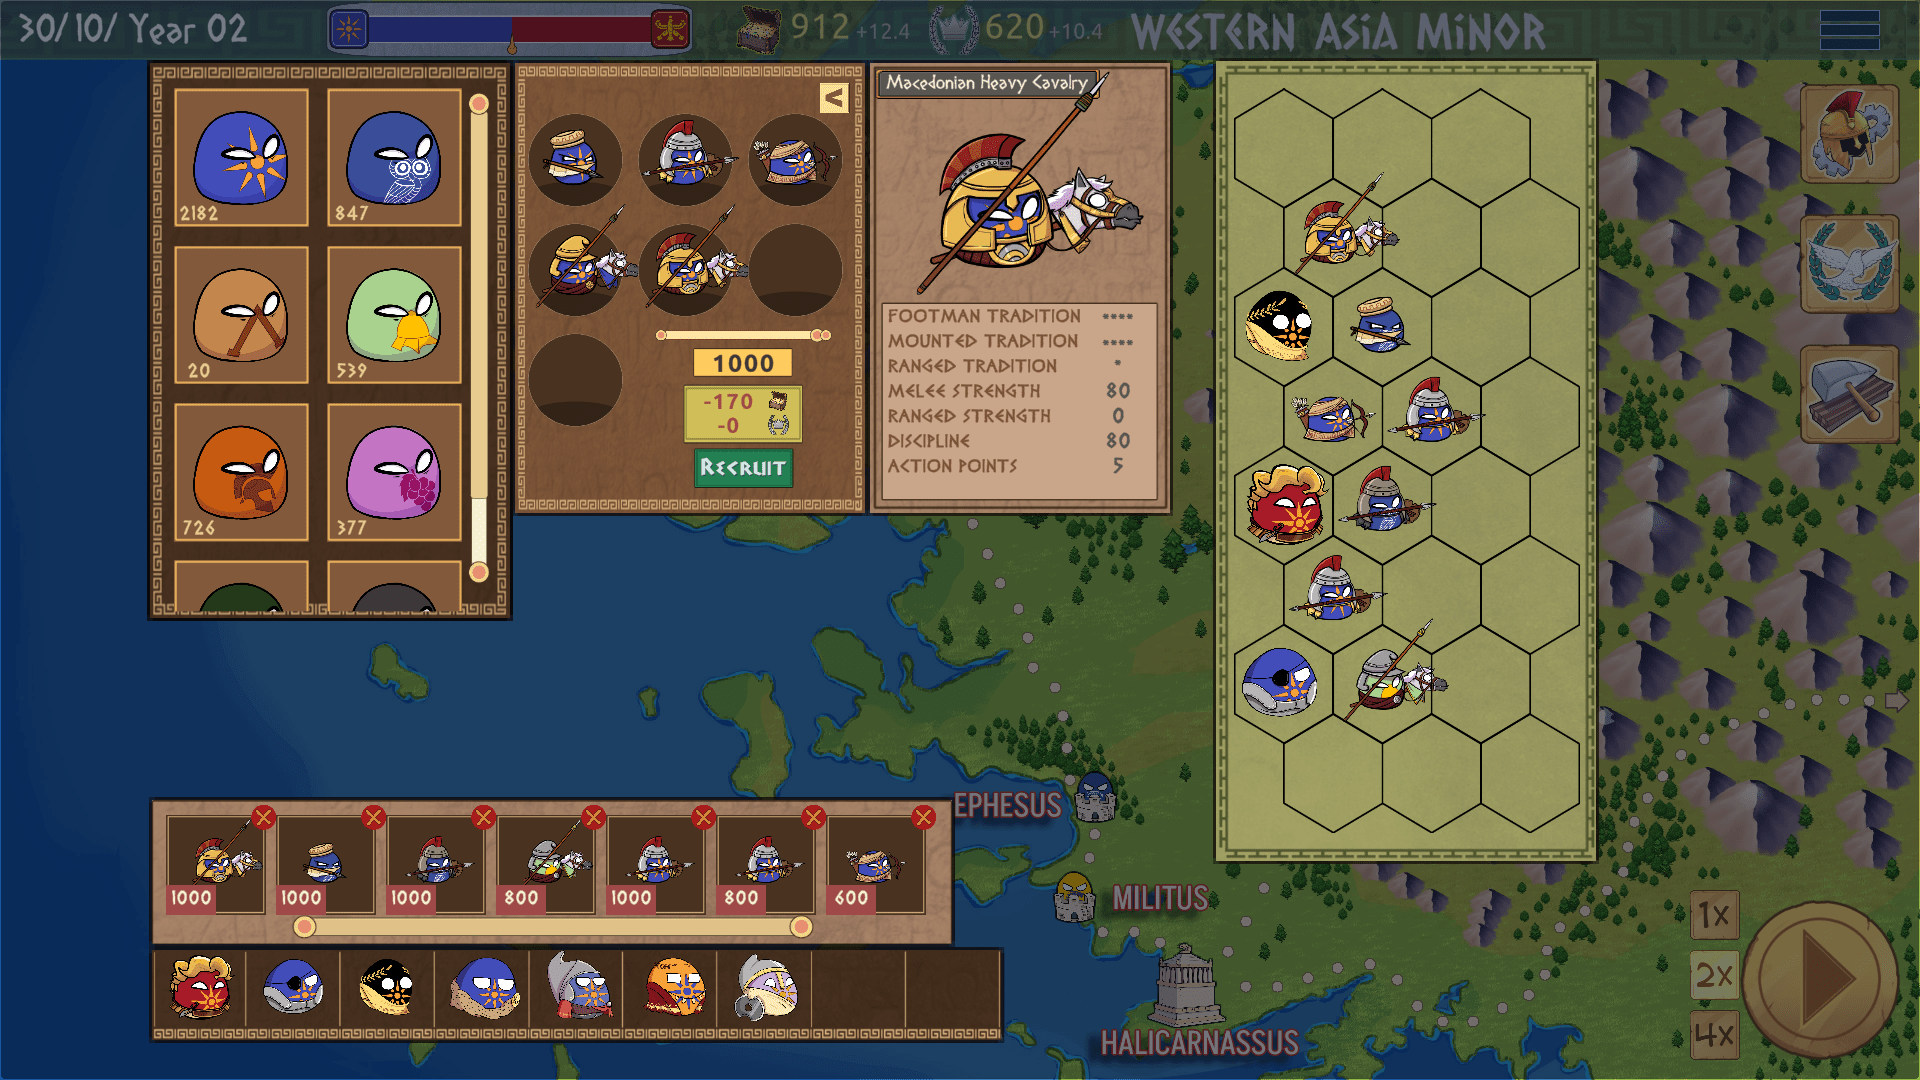 30/10/ Year 02
912 +12.4
620 +10.4
WESTERN ASIA MINOR
2182
847
20
539
726
377
<
1000
-170
-0
RECRUIT
Macedonian Heavy Cavalry
FOOTMAN TRADITION ****
MOUNTED TRADITION ****
RANGED TRADITION *
MELEE STRENGTH 80
RANGED STRENGTH 0
DISCIPLINE 80
ACTION POINTS 5
EPHESUS
MILITUS
HALICARNASSUS
1000
1000
1000
800
1000
800
600
1x
2x
4x